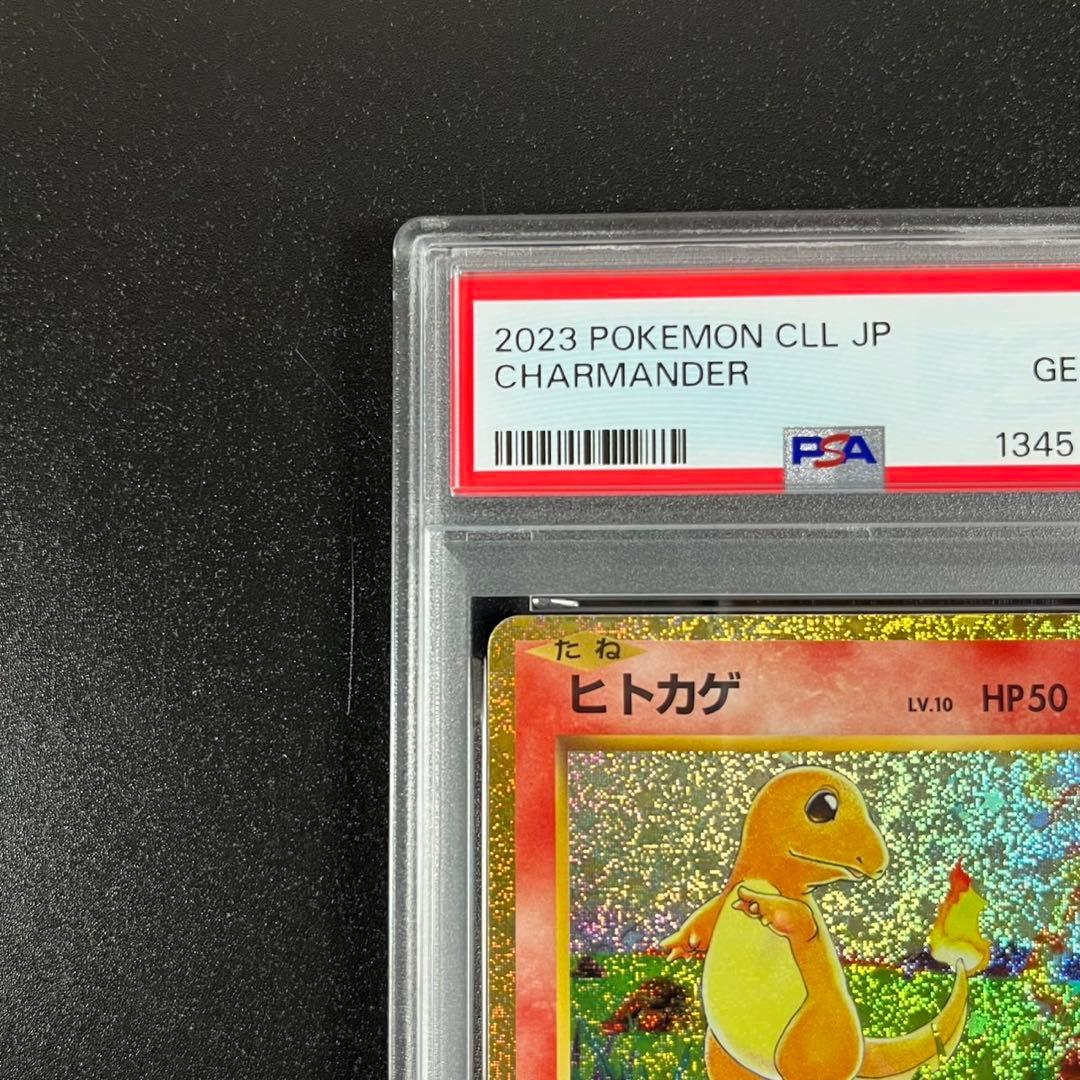 2023 POKEMON CLL JP
CHARMANDER
GE
PSA
1345
たね
ヒトカゲ
LV.10 HP50